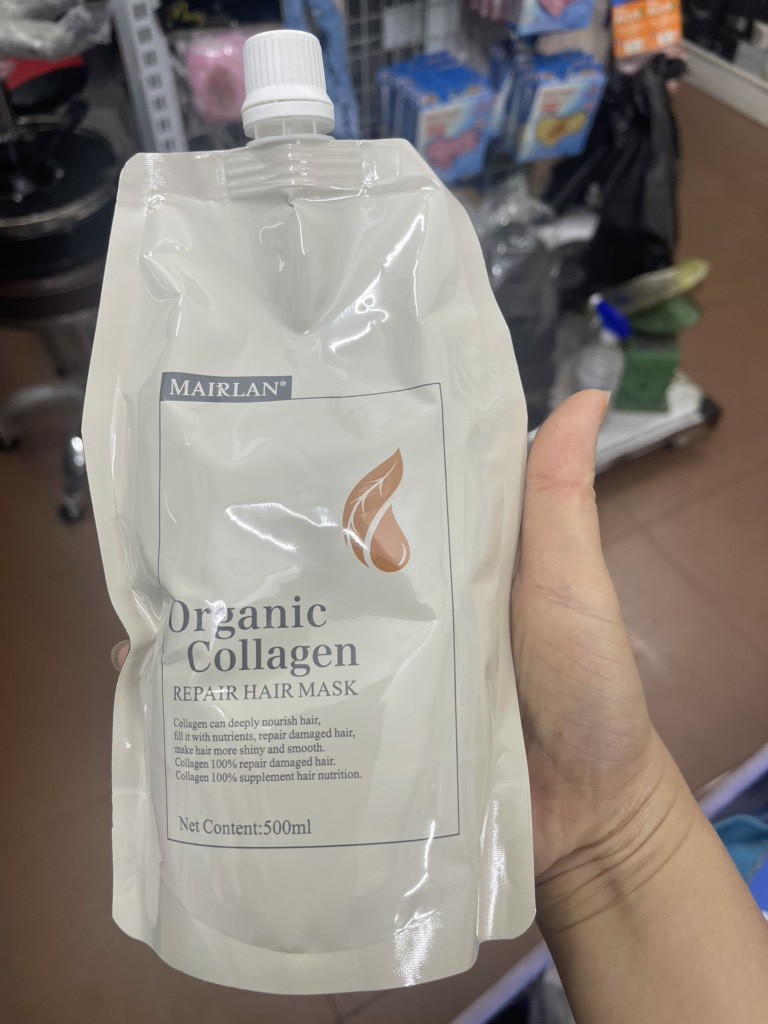 MAIRLAN®
Organic
Collagen
REPAIR HAIR MASK
Collagen can deeply nourish hair,
fill it with nutrients, repair damaged hair,
make hair more shiny and smooth.
Collagen 100% repair damaged hair.
Collagen 100% supplement hair nutrition.
Net Content:500ml